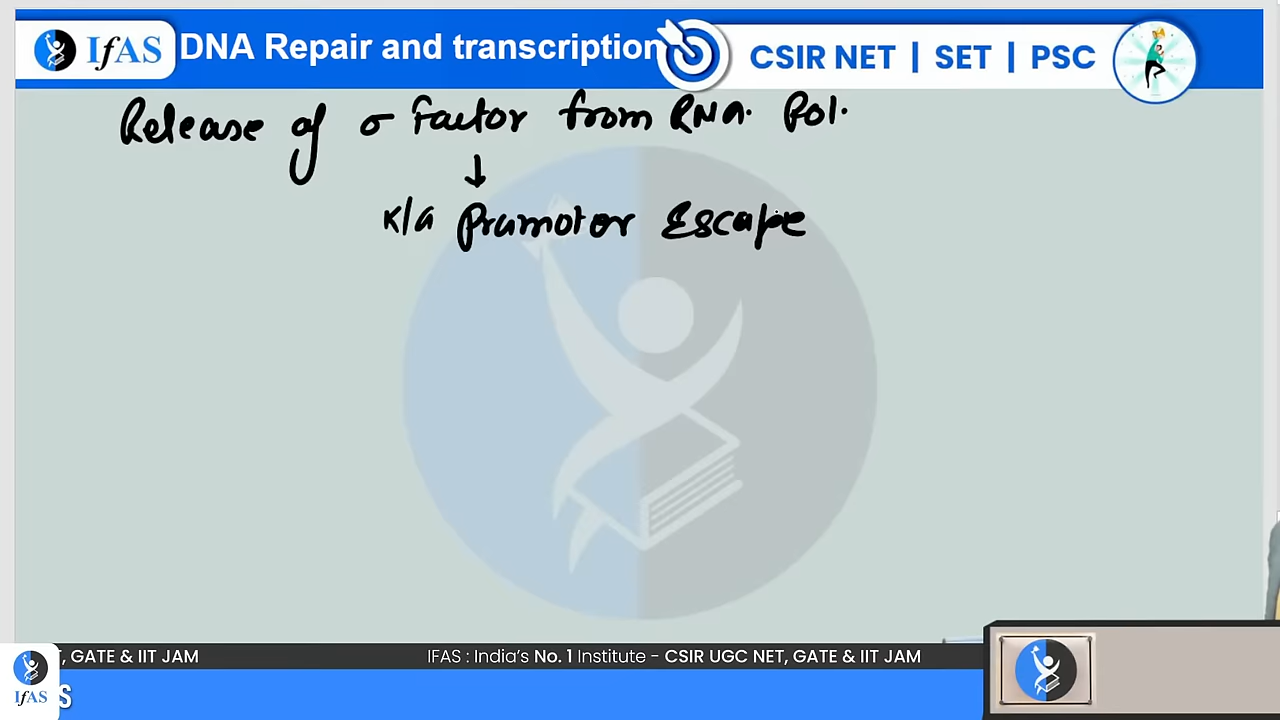 IfAS DNA Repair and transcription CSIR NET | SET | PSC
Release of σ Factor from RNA. Pol.
↓
k/a Promotor Escape
, GATE & IIT JAM IFAS : India's No. 1 Institute – CSIR UGC NET, GATE & IIT JAM
IfAS S